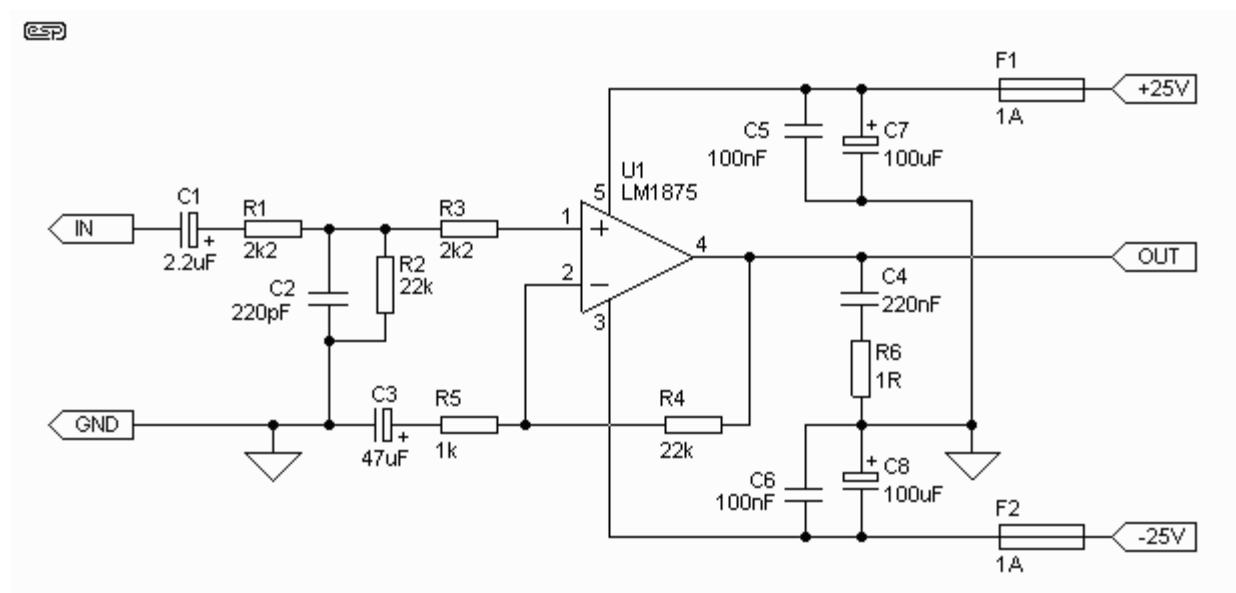 esp
F1
+25V
1A
C5
100nF
+
C7
100uF
U1
LM1875
5
C1
R1
R3
1
IN
+
2.2uF
2k2
2k2
+
4
OUT
2
−
R2
22k
C2
220pF
C4
220nF
3
R6
1R
C3
R5
R4
GND
+
47uF
1k
22k
C6
100nF
+
C8
100uF
F2
-25V
1A